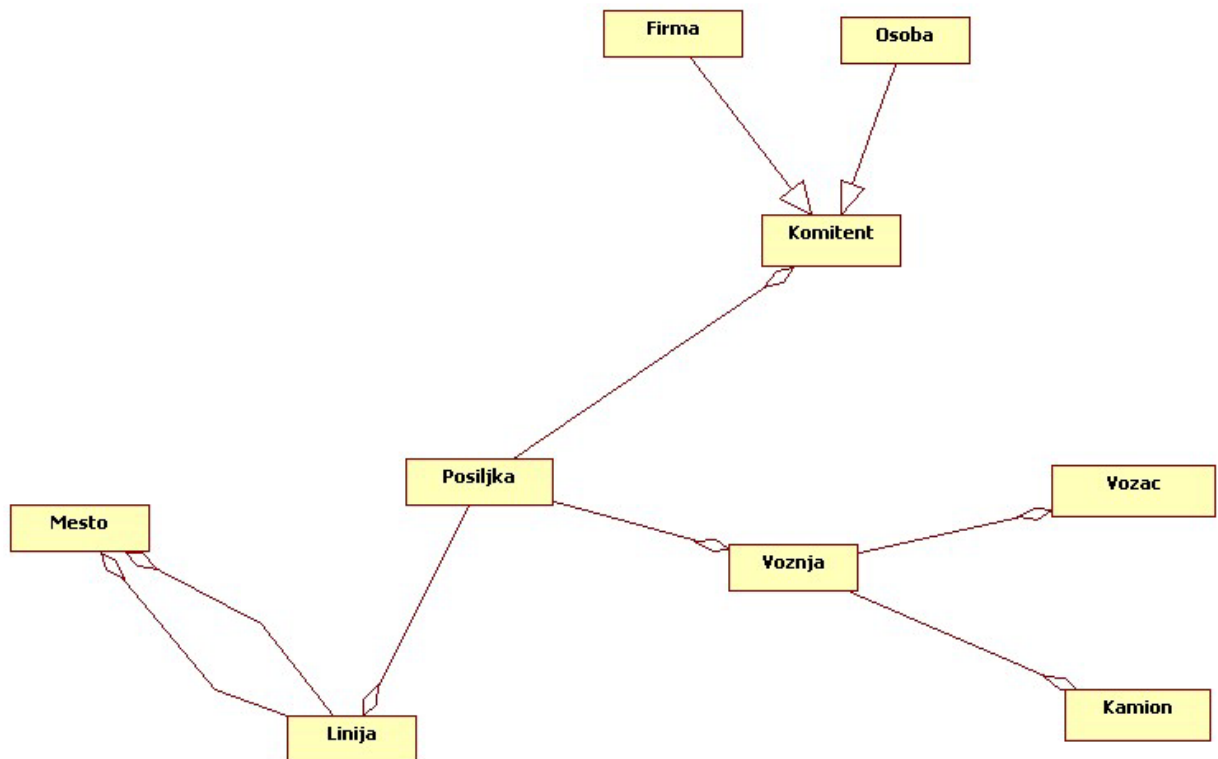 Firma
Osoba
Komitent
Posiljka
Vozac
Mesto
Voznja
Kamion
Linija